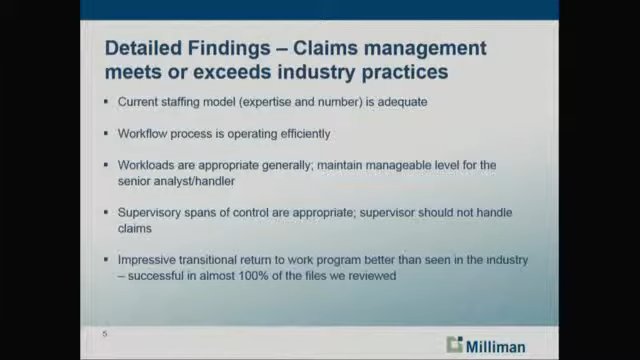 Detailed Findings – Claims management
meets or exceeds industry practices
▪ Current staffing model (expertise and number) is adequate
▪ Workflow process is operating efficiently
▪ Workloads are appropriate generally; maintain manageable level for the
senior analyst/handler
▪ Supervisory spans of control are appropriate; supervisor should not handle
claims
▪ Impressive transitional return to work program better than seen in the industry
– successful in almost 100% of the files we reviewed
5
Milliman